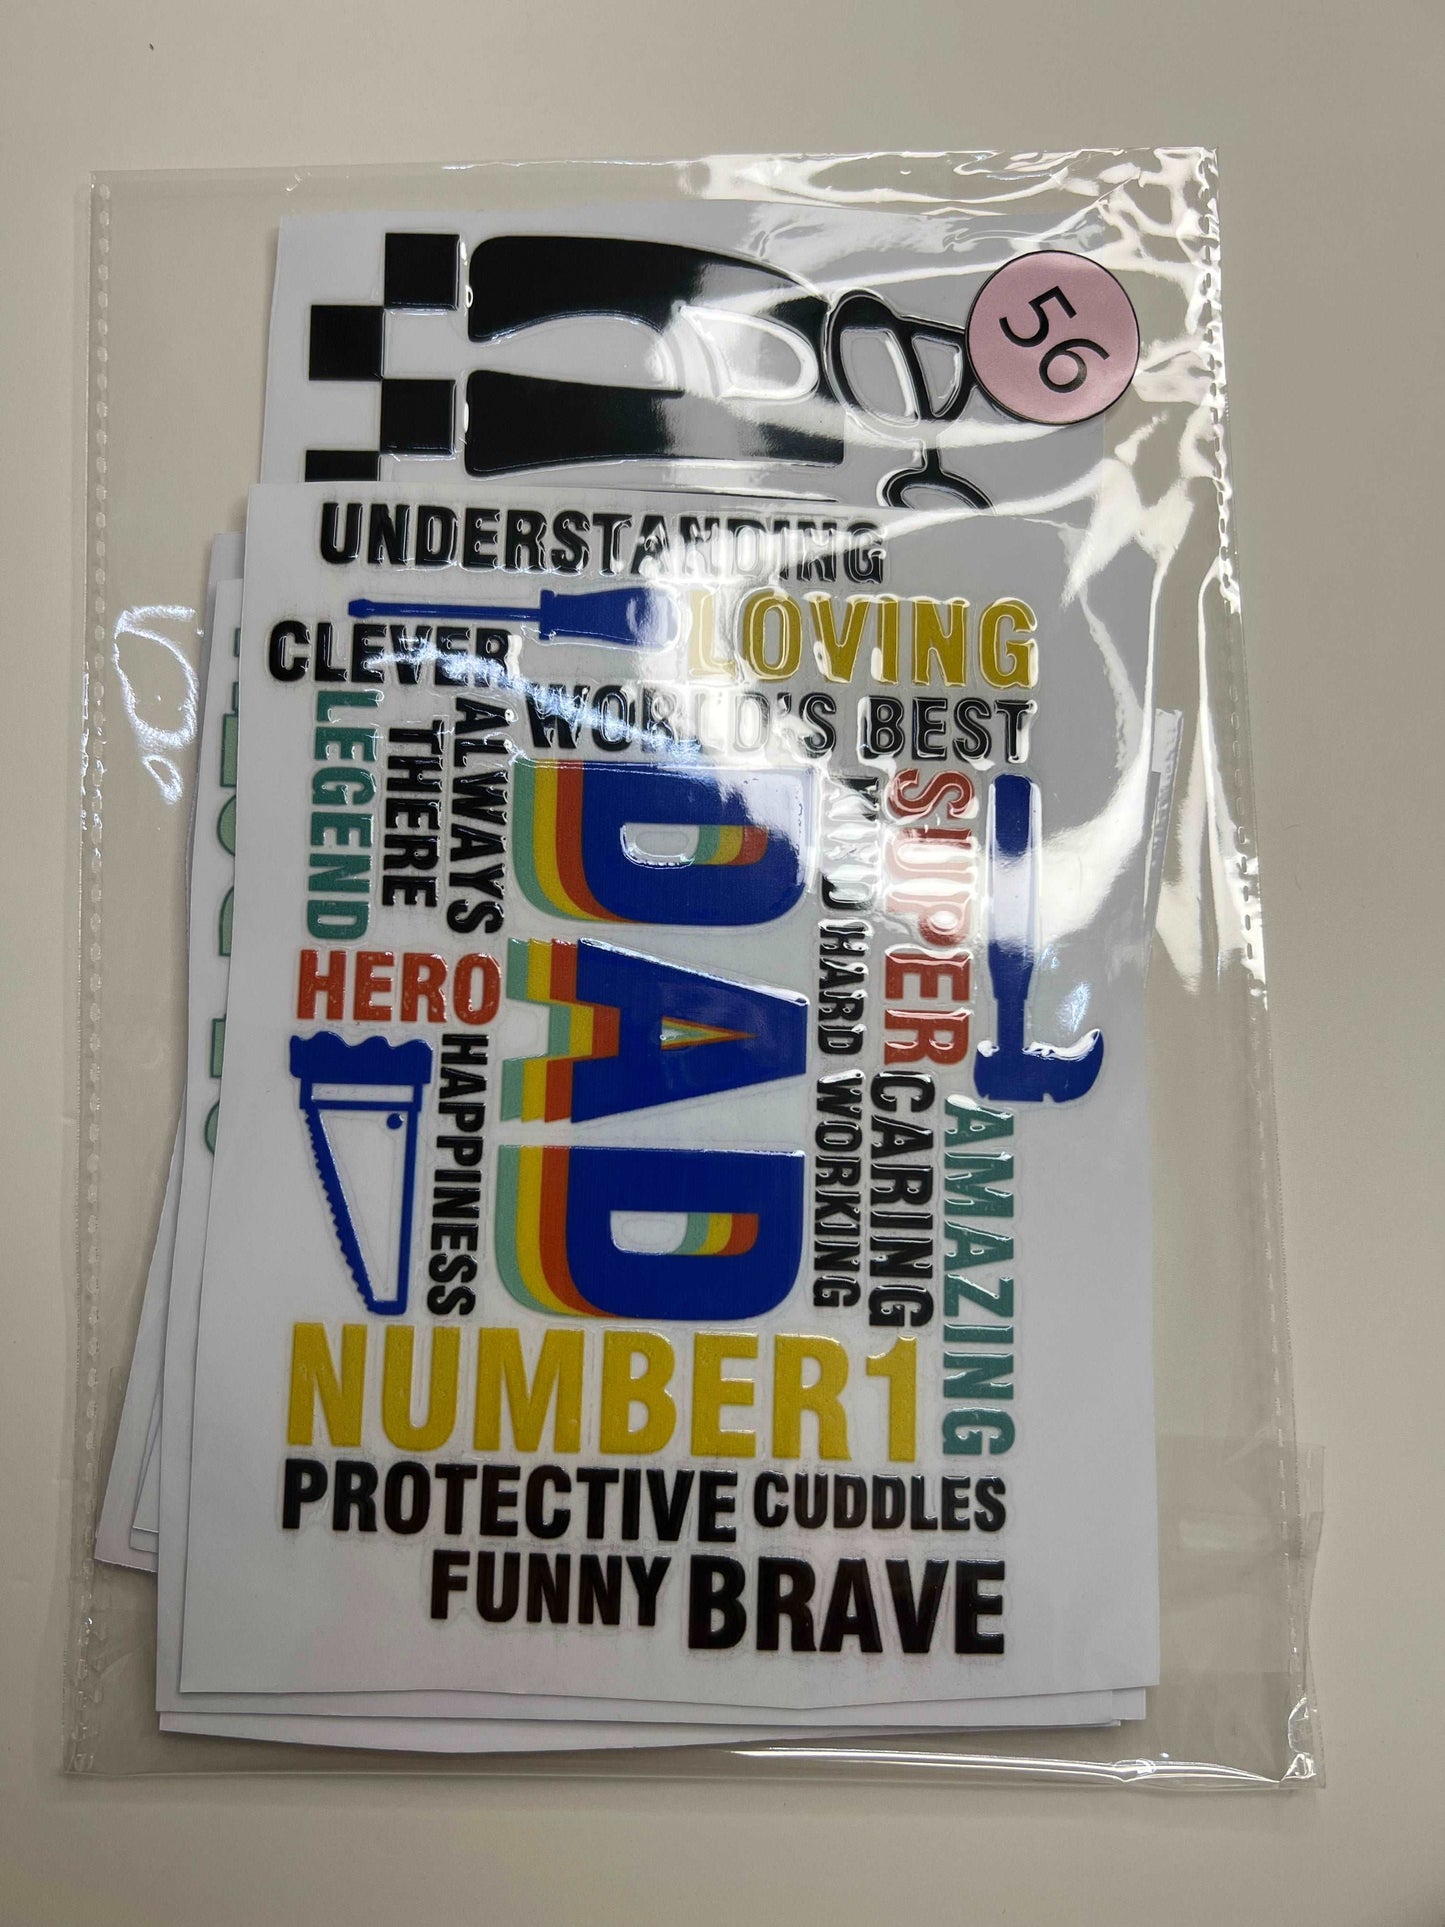 56
UNDERSTANDING
LOVING
CLEVER
WORLD'S BEST
LEGEND
ALWAYS
THERE
DAD
KIND
SUPER
HERO
HARD WORKING
HAPPINESS
CARING
AMAZING
NUMBER1
PROTECTIVE CUDDLES
FUNNY BRAVE